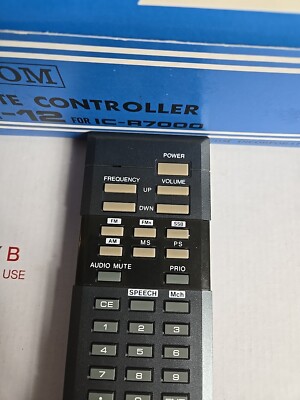 COM
TE CONTROLLER
-12 FOR IC-R7000
POWER
FREQUENCY VOLUME
UP
DWN
FM FMn SSB
AM MS PS
AUDIO MUTE PRIO
Y B
USE
SPEECH Mch
CE
1 2 3
4 5 6
7 8 9